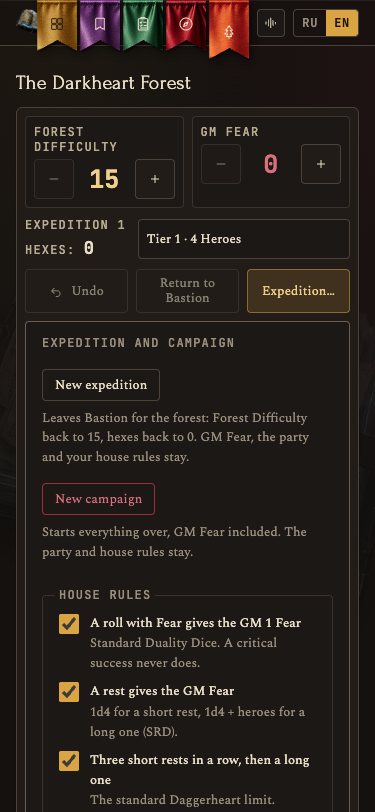 RU EN
The Darkheart Forest
FOREST
DIFFICULTY
− 15 +
GM FEAR
− 0 +
EXPEDITION 1
HEXES: 0
Tier 1 · 4 Heroes
Undo
Return to
Bastion
Expedition…
EXPEDITION AND CAMPAIGN
New expedition
Leaves Bastion for the forest: Forest Difficulty
back to 15, hexes back to 0. GM Fear, the party
and your house rules stay.
New campaign
Starts everything over, GM Fear included. The
party and house rules stay.
HOUSE RULES
A roll with Fear gives the GM 1 Fear
Standard Duality Dice. A critical
success never does.
A rest gives the GM Fear
1d4 for a short rest, 1d4 + heroes for a
long one (SRD).
Three short rests in a row, then a long
one
The standard Daggerheart limit.